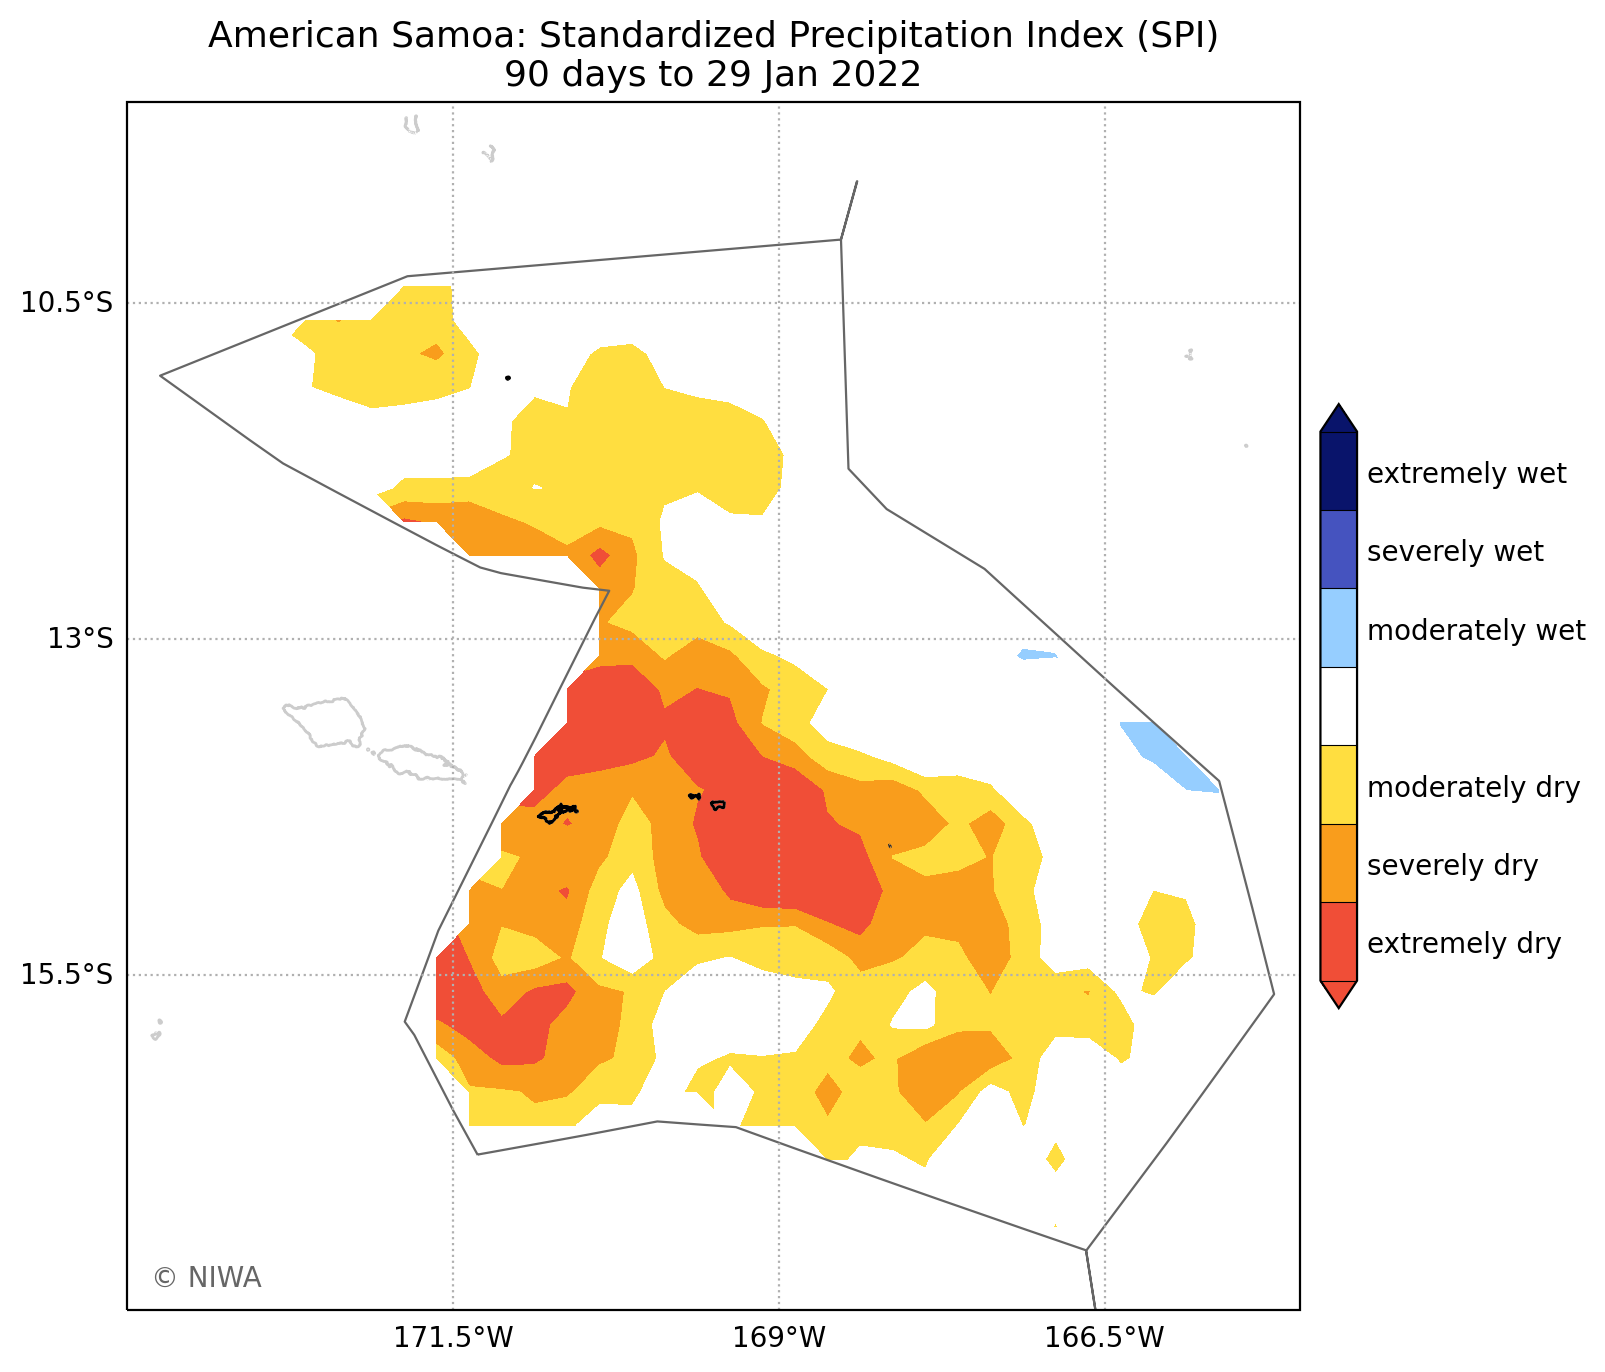 American Samoa: Standardized Precipitation Index (SPI)
90 days to 29 Jan 2022
10.5°S
13°S
15.5°S
171.5°W
169°W
166.5°W
extremely wet
severely wet
moderately wet
moderately dry
severely dry
extremely dry
© NIWA